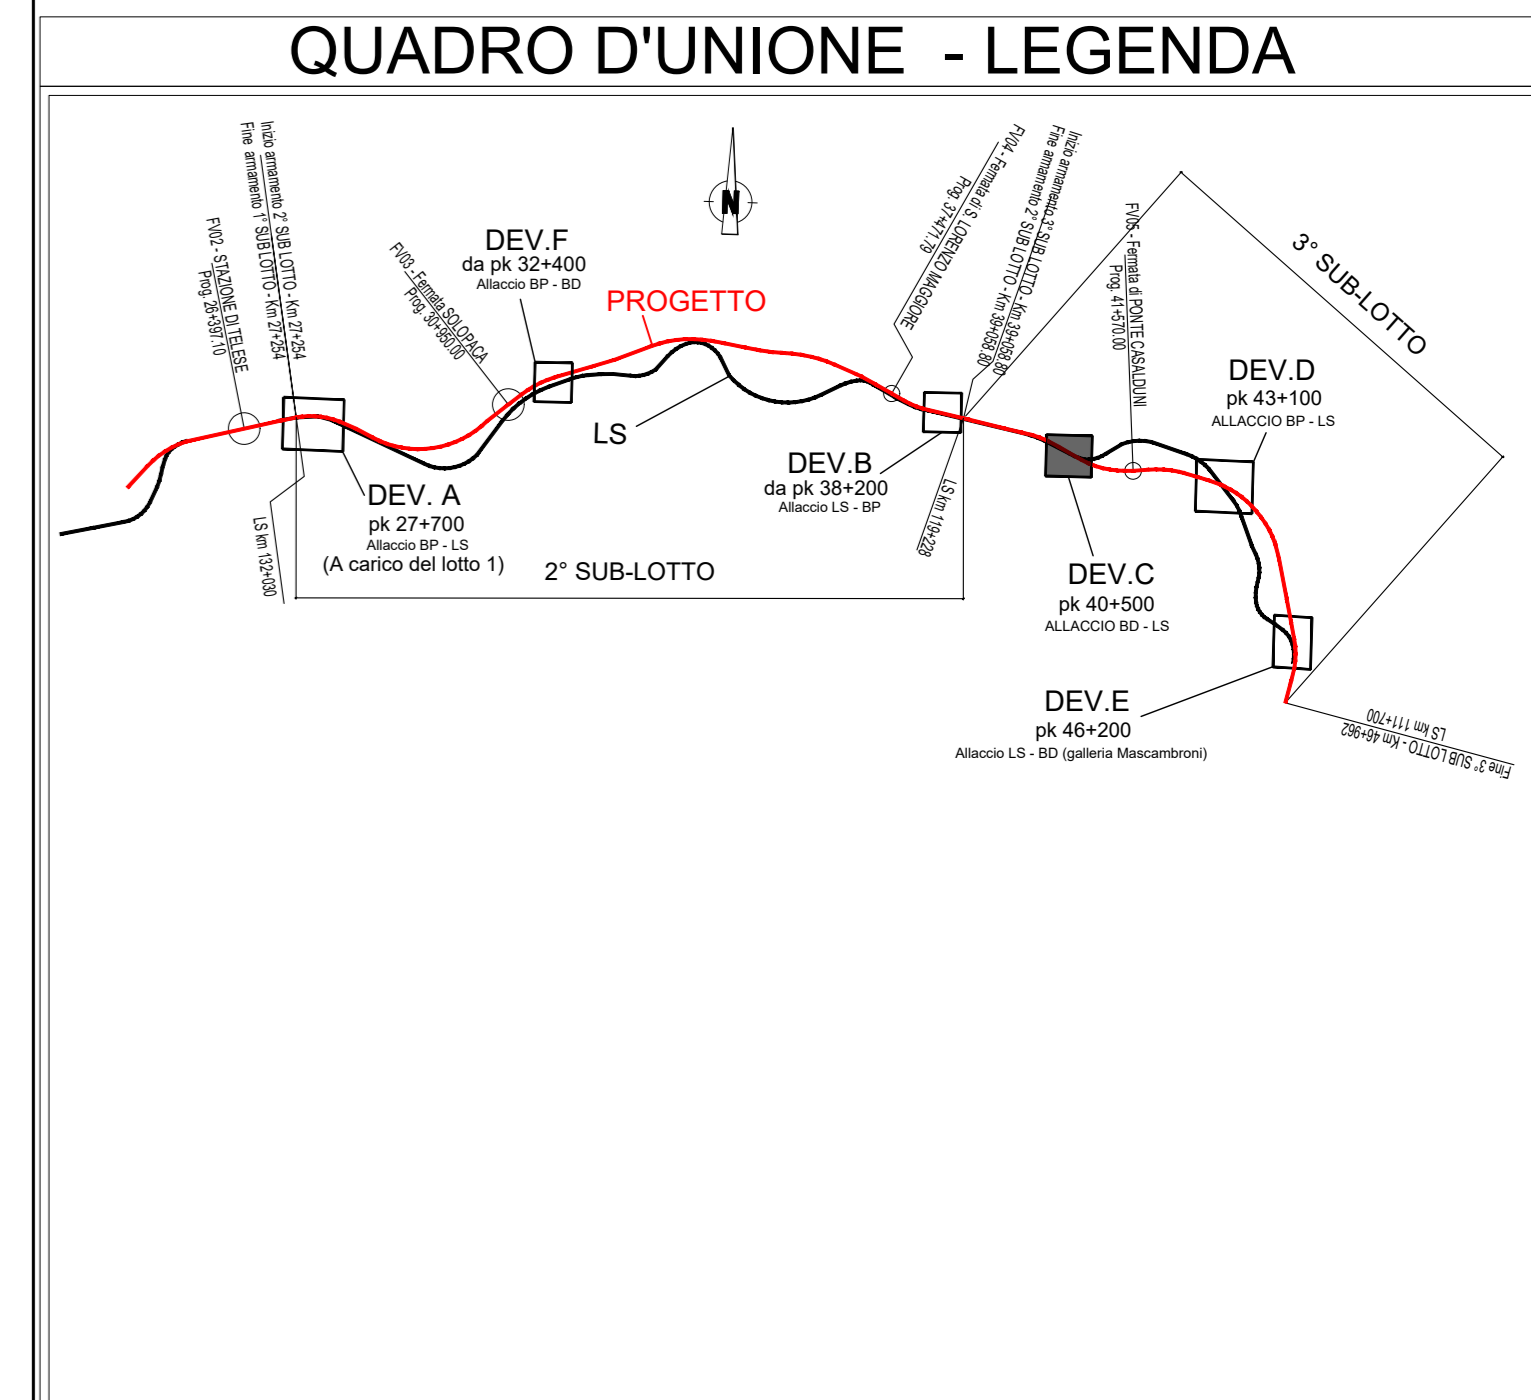 QUADRO D'UNIONE - LEGENDA
Inizio armamento 2° SUB LOTTO - Km 27+254
Fine armamento 1° SUB LOTTO - Km 27+254
FV02 - STAZIONE DI TELESE
Prog. 26+397.10
FV03 - Fermata SOLOPACA
Prog. 30+950.00
DEV.F
da pk 32+400
Allaccio BP - BD
N
PROGETTO
FV04 - Fermata di S. LORENZO MAGGIORE
Prog. 37+471.79
Inizio armamento 3° SUB LOTTO - Km 39+058.80
Fine armamento 2° SUB LOTTO - Km 39+058.80
FV05 - Fermata di PONTE CASALDUNI
Prog. 41+570.00
3° SUB-LOTTO
DEV.D
pk 43+100
ALLACCIO BP - LS
LS
DEV.B
da pk 38+200
Allaccio LS - BP
LS km 119+228
DEV. A
pk 27+700
Allaccio BP - LS
(A carico del lotto 1)
LS km 132+030
2° SUB-LOTTO
DEV.C
pk 40+500
ALLACCIO BD - LS
DEV.E
pk 46+200
Allaccio LS - BD (galleria Mascambroni)
LS km 111+700
Fine 3° SUB LOTTO - Km 46+962